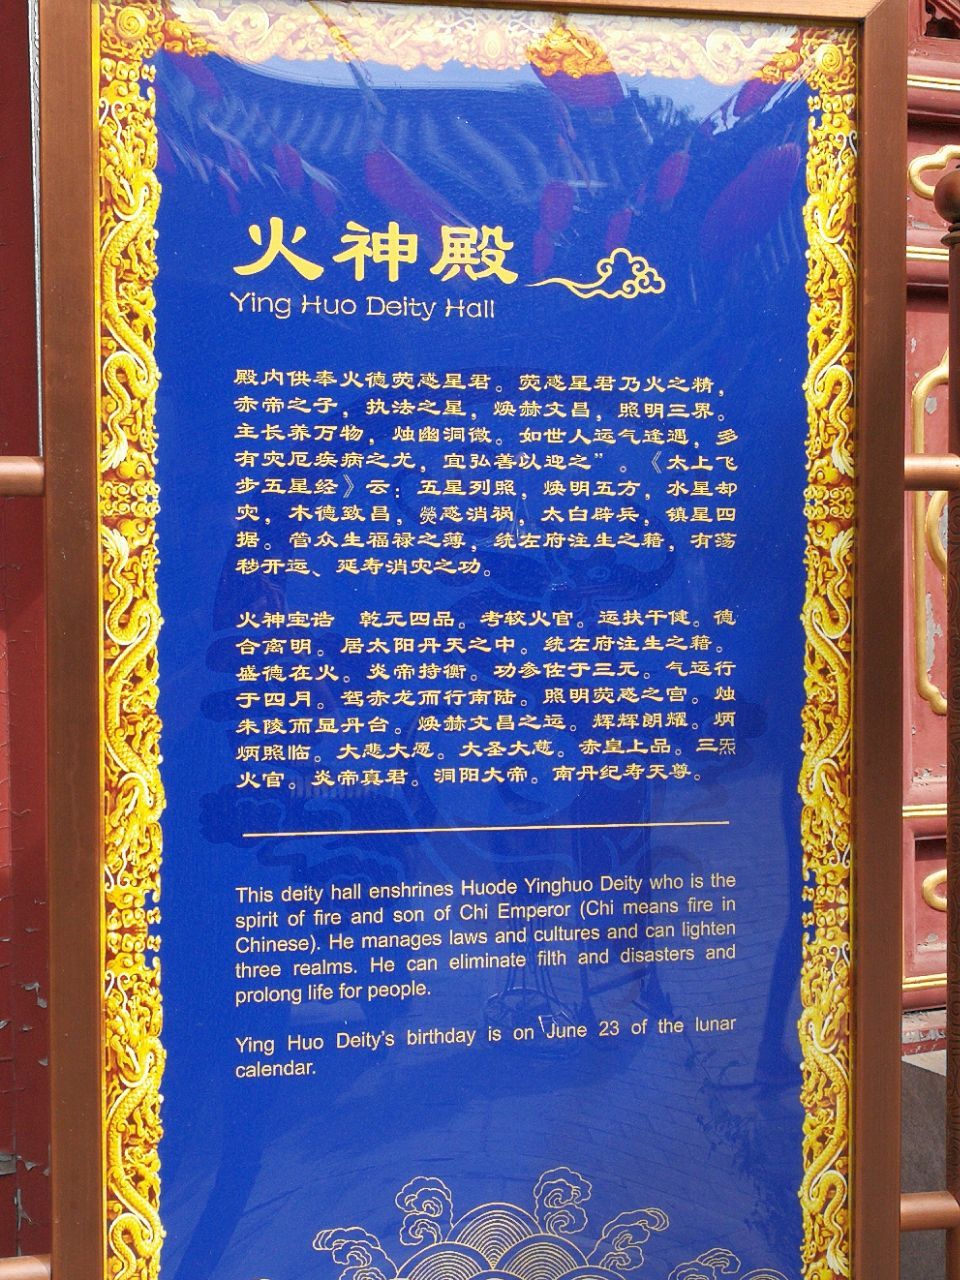 火神殿
Ying Huo Deity Hall
殿内供奉火德荧惑星君。荧惑星君乃火之精，
赤帝之子，执法之星，焕赫文昌，照明三界。
主长养万物，烛幽洞微。如世人运气逢遇，多
有灾厄疾病之尤，宜弘善以迎之”。《太上飞
步五星经》云：五星列照，焕明五方，水星却
灾，木德致昌，熒惑消祸，太白辟兵，镇星四
据。管众生福禄之薄，统左府注生之籍，有荡
秽开运、延寿消灾之功。
火神宝诰 乾元四品。考较火官。运扶干健。德
合离明。居太阳丹天之中。统左府注生之籍。
盛德在火。炎帝持衡。功参佐于三元。气运行
于四月。驾赤龙而行南陆。照明荧惑之宫。烛
朱陵而显丹台。焕赫文昌之运。辉辉朗耀。炳
炳照临。大悲大愿。大圣大慈。赤皇上品。三炁
火官。炎帝真君。洞阳大帝。南丹纪寿天尊。
This deity hall enshrines Huode Yinghuo Deity who is the
spirit of fire and son of Chi Emperor (Chi means fire in
Chinese). He manages laws and cultures and can lighten
three realms. He can eliminate filth and disasters and
prolong life for people.
Ying Huo Deity's birthday is on June 23 of the lunar
calendar.